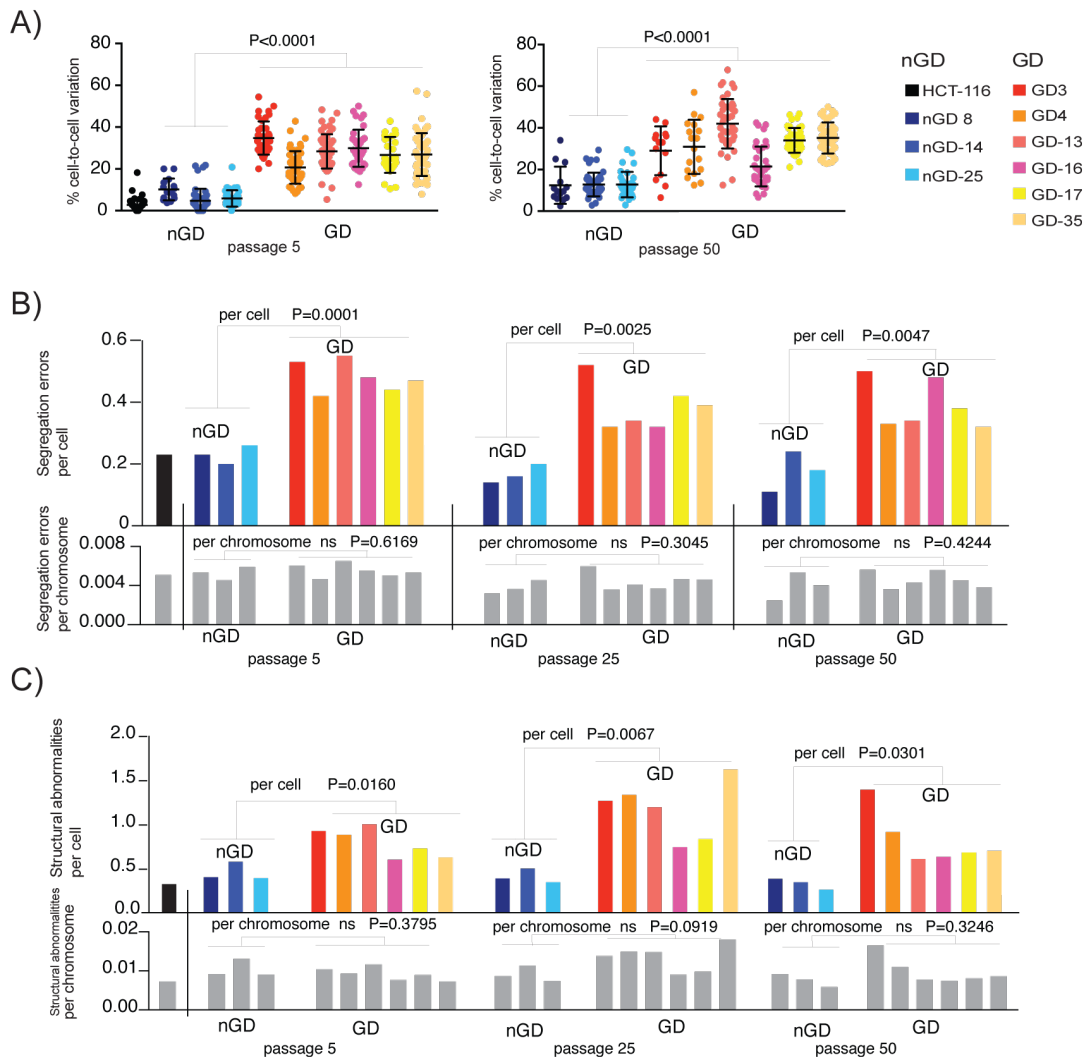 A)
P<0.0001
% cell-to-cell variation
80
60
40
20
0
nGD
GD
passage 5
P<0.0001
% cell-to-cell variation
80
60
40
20
0
nGD
GD
passage 50
nGD
HCT-116
nGD 8
nGD-14
nGD-25
GD
GD3
GD4
GD-13
GD-16
GD-17
GD-35
B)
Segregation errors
per cell
0.6
0.4
0.2
0
per cell P=0.0001
GD
nGD
per cell P=0.0025
GD
nGD
per cell P=0.0047
GD
nGD
Segregation errors
per chromosome
0.008
0.004
0.000
per chromosome ns P=0.6169
per chromosome ns P=0.3045
per chromosome ns P=0.4244
nGD
GD
passage 5
nGD
GD
passage 25
nGD
GD
passage 50
C)
Structural abnormalities
per cell
2.0
1.5
1.0
0.5
0.0
per cell P=0.0160
GD
nGD
per cell P=0.0067
GD
nGD
per cell P=0.0301
GD
nGD
Structural abnormalitites
per chromosome
0.02
0.01
0.00
per chromosome ns P=0.3795
per chromosome ns P=0.0919
per chromosome ns P=0.3246
nGD
GD
passage 5
nGD
GD
passage 25
nGD
GD
passage 50